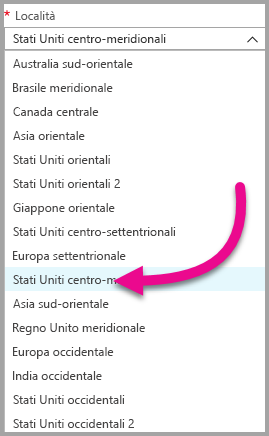 * Località
Stati Uniti centro-meridionali
Australia sud-orientale
Brasile meridionale
Canada centrale
Asia orientale
Stati Uniti orientali
Stati Uniti orientali 2
Giappone orientale
Stati Uniti centro-settentrionali
Europa settentrionale
Stati Uniti centro-m
Asia sud-orientale
Regno Unito meridionale
Europa occidentale
India occidentale
Stati Uniti occidentali
Stati Uniti occidentali 2